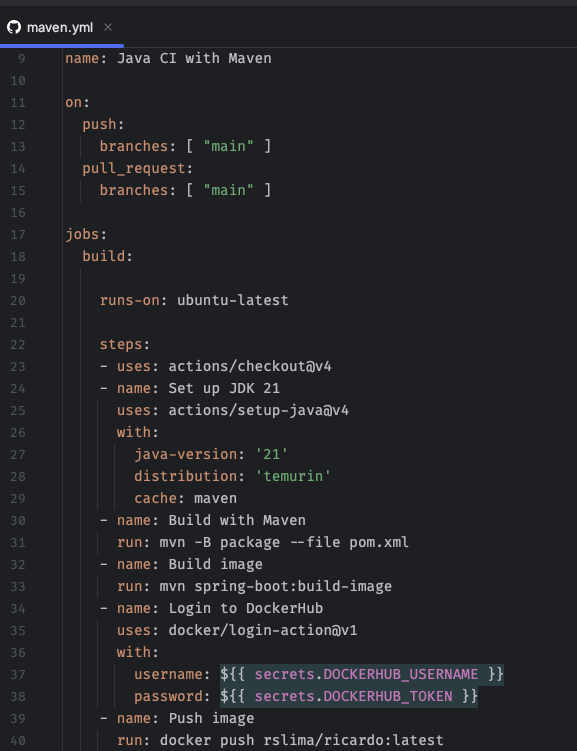 maven.yml ×
9 name: Java CI with Maven
10
11 on:
12   push:
13     branches: [ "main" ]
14   pull_request:
15     branches: [ "main" ]
16
17 jobs:
18   build:
19
20     runs-on: ubuntu-latest
21
22     steps:
23     - uses: actions/checkout@v4
24     - name: Set up JDK 21
25       uses: actions/setup-java@v4
26       with:
27         java-version: '21'
28         distribution: 'temurin'
29         cache: maven
30     - name: Build with Maven
31       run: mvn -B package --file pom.xml
32     - name: Build image
33       run: mvn spring-boot:build-image
34     - name: Login to DockerHub
35       uses: docker/login-action@v1
36       with:
37         username: ${{ secrets.DOCKERHUB_USERNAME }}
38         password: ${{ secrets.DOCKERHUB_TOKEN }}
39     - name: Push image
40       run: docker push rslima/ricardo:latest